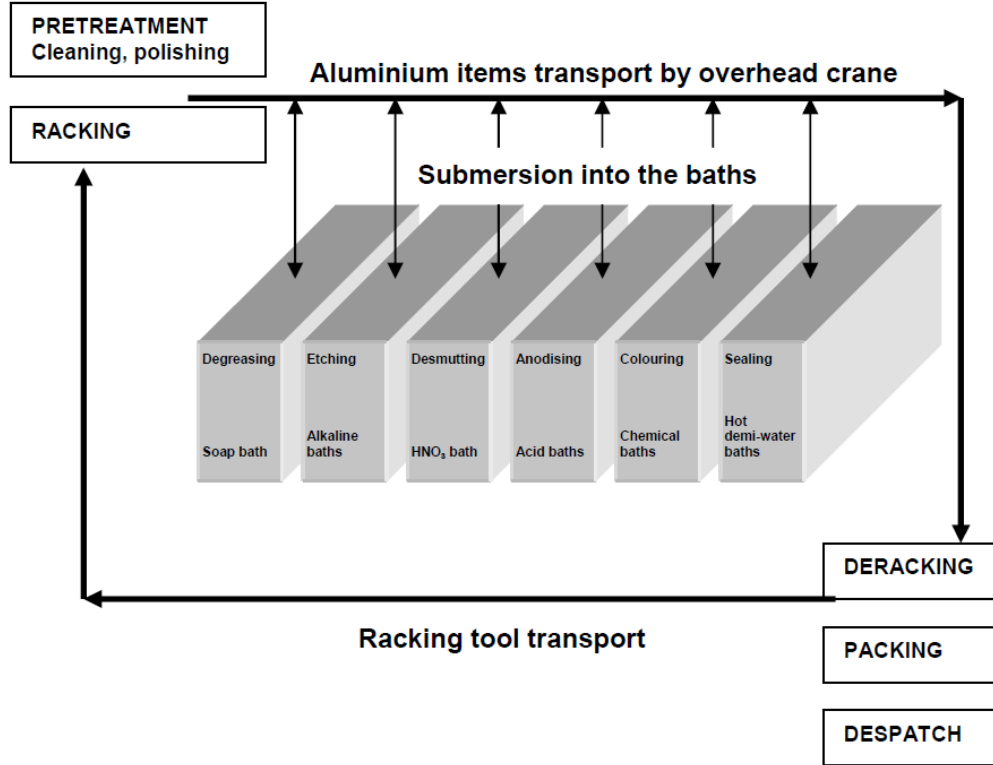 PRETREATMENT
Cleaning, polishing
Aluminium items transport by overhead crane
RACKING
Submersion into the baths
Degreasing
Soap bath
Etching
Alkaline
baths
Desmutting
HNO₃ bath
Anodising
Acid baths
Colouring
Chemical
baths
Sealing
Hot
demi-water
baths
DERACKING
Racking tool transport
PACKING
DESPATCH